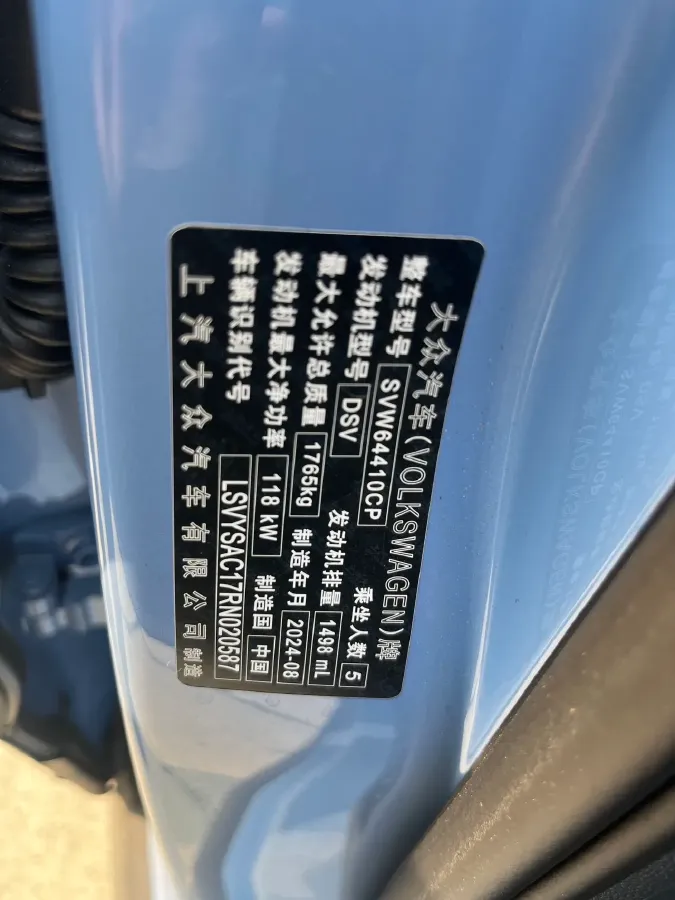 大众汽车(VOLKSWAGEN)牌
整车型号 SVW64410CP 乘坐人数 5
发动机型号 DSV 发动机排量 1498 mL
最大允许总质量 1765kg 制造年月 2024-08
发动机最大净功率 118 kW 制造国 中国
车辆识别代号 LSVYSAC17RN020587
上汽大众汽车有限公司制造